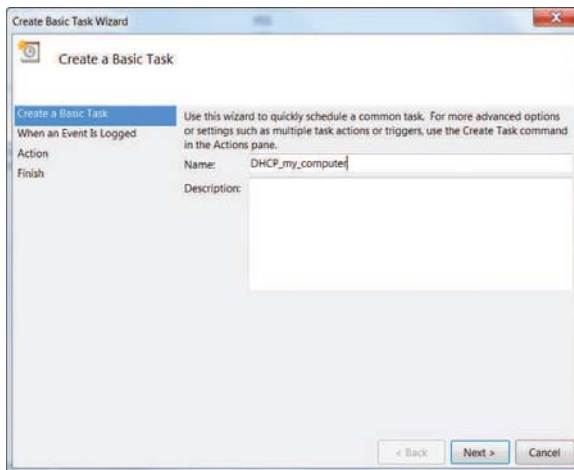 Create Basic Task Wizard
Create a Basic Task
Create a Basic Task
When an Event Is Logged
Action
Finish
Use this wizard to quickly schedule a common task. For more advanced options
or settings such as multiple task actions or triggers, use the Create Task command
in the Actions pane.
Name: DHCP_my_computer
Description:
< Back Next > Cancel